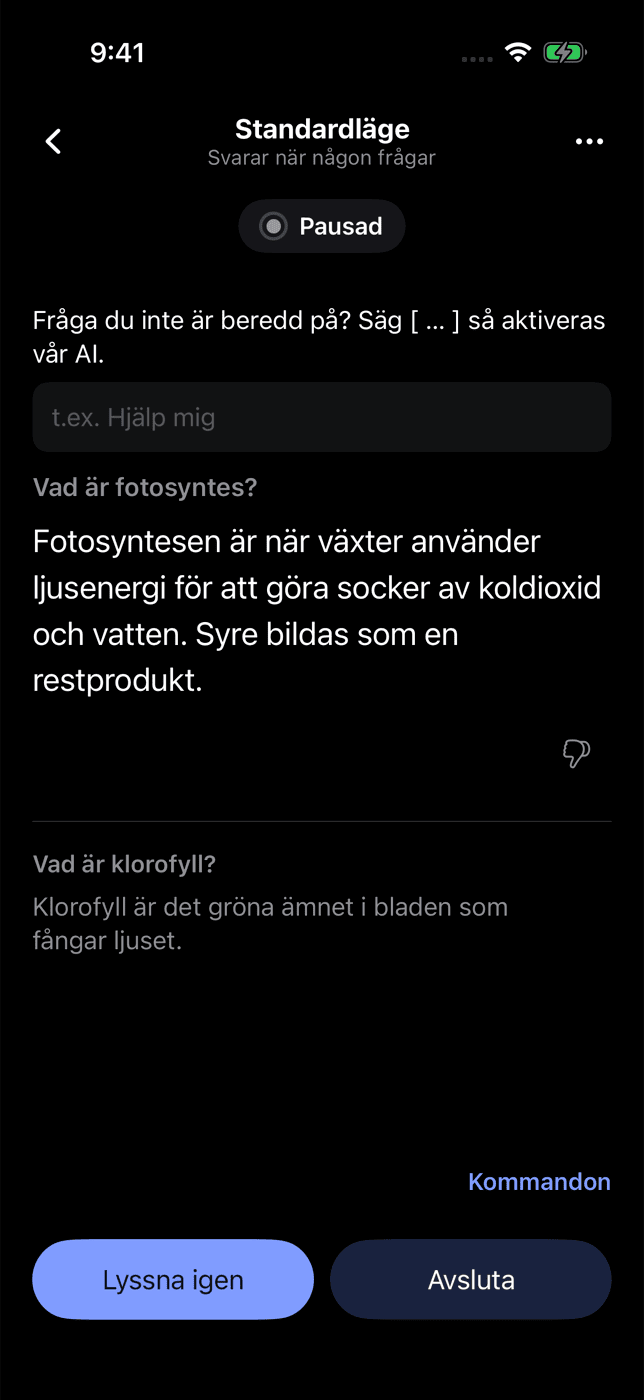 9:41
Standardläge
Svarar när någon frågar
Pausad
Fråga du inte är beredd på? Säg [ ... ] så aktiveras
vår AI.
t.ex. Hjälp mig
Vad är fotosyntes?
Fotosyntesen är när växter använder
ljusenergi för att göra socker av koldioxid
och vatten. Syre bildas som en
restprodukt.
Vad är klorofyll?
Klorofyll är det gröna ämnet i bladen som
fångar ljuset.
Kommandon
Lyssna igen
Avsluta